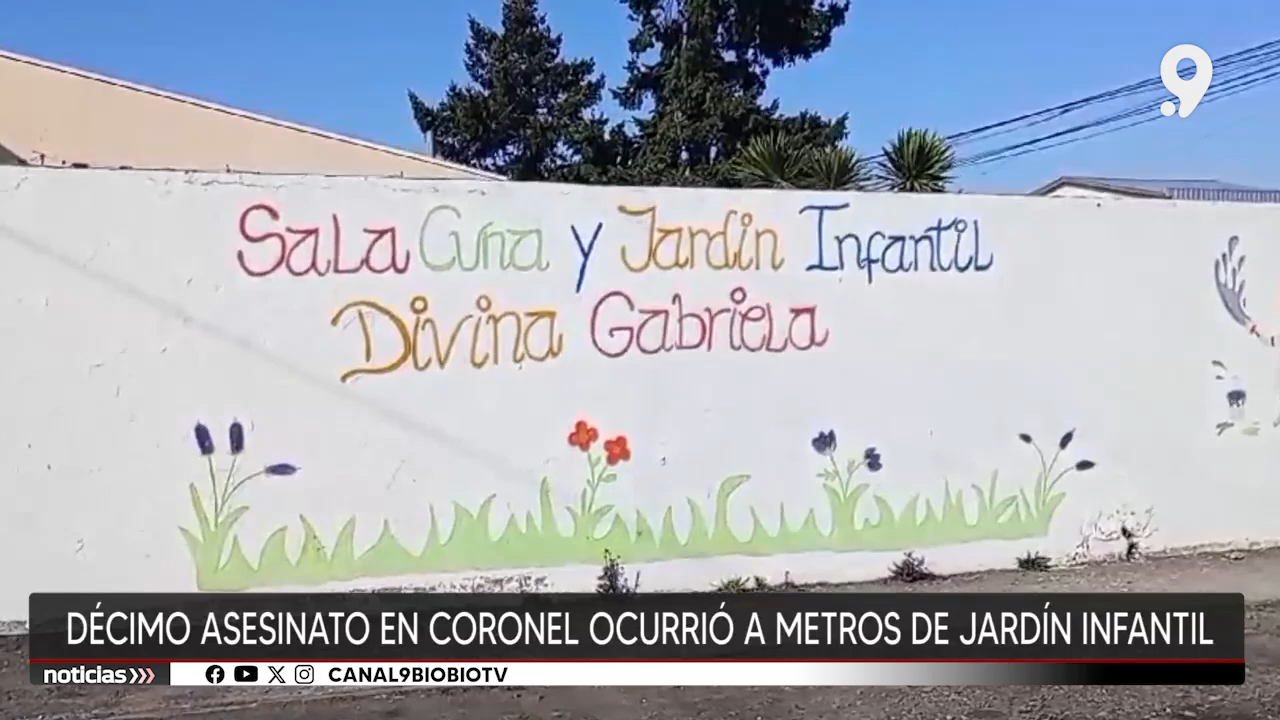 9
Sala Cuna y Jardin Infantil
Divina Gabriela
DÉCIMO ASESINATO EN CORONEL OCURRIÓ A METROS DE JARDÍN INFANTIL
noticias CANAL9BIOBIOTV